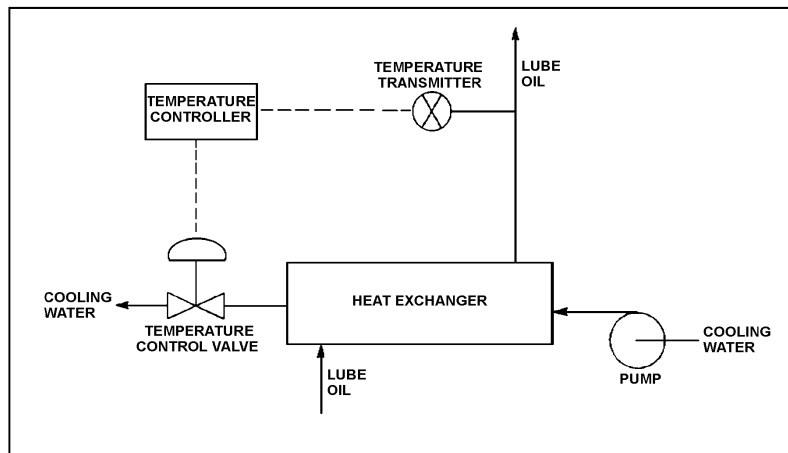 LUBE
OIL
TEMPERATURE
TRANSMITTER
TEMPERATURE
CONTROLLER
HEAT EXCHANGER
COOLING
WATER
TEMPERATURE
CONTROL VALVE
COOLING
WATER
PUMP
LUBE
OIL